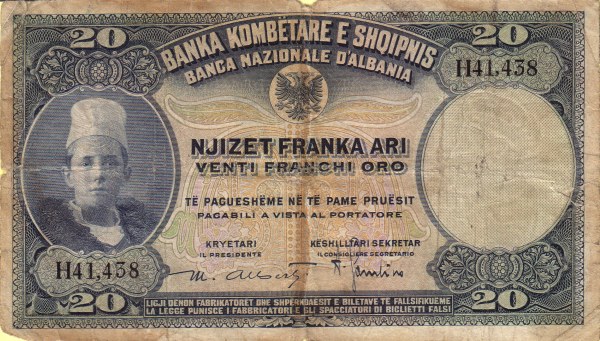 20 BANKA KOMBËTARE E SHQIPNIS 20
BANCA NAZIONALE D'ALBANIA
H41,438
NJIZET FRANKA ARI
VENTI FRANCHI ORO
TË PAGUESHËME NË TË PAME PRUËSIT
PAGABILI A VISTA AL PORTATORE
KRYETARI KËSHILLTÁRI SEKRETAR
IL PRESIDENTE IL CONSIGLIERE SEGRETARIO
H41,438
M. Alberti
20 LIGJI DENON FABRIKATORËT DHE SHPERNDAESIT E BILETAVE TË FALLSIFIKUEME 20
LA LEGGE PUNISCE I FABBRICATORI E GLI SPACCIATORI DI BIGLIETTI FALSI